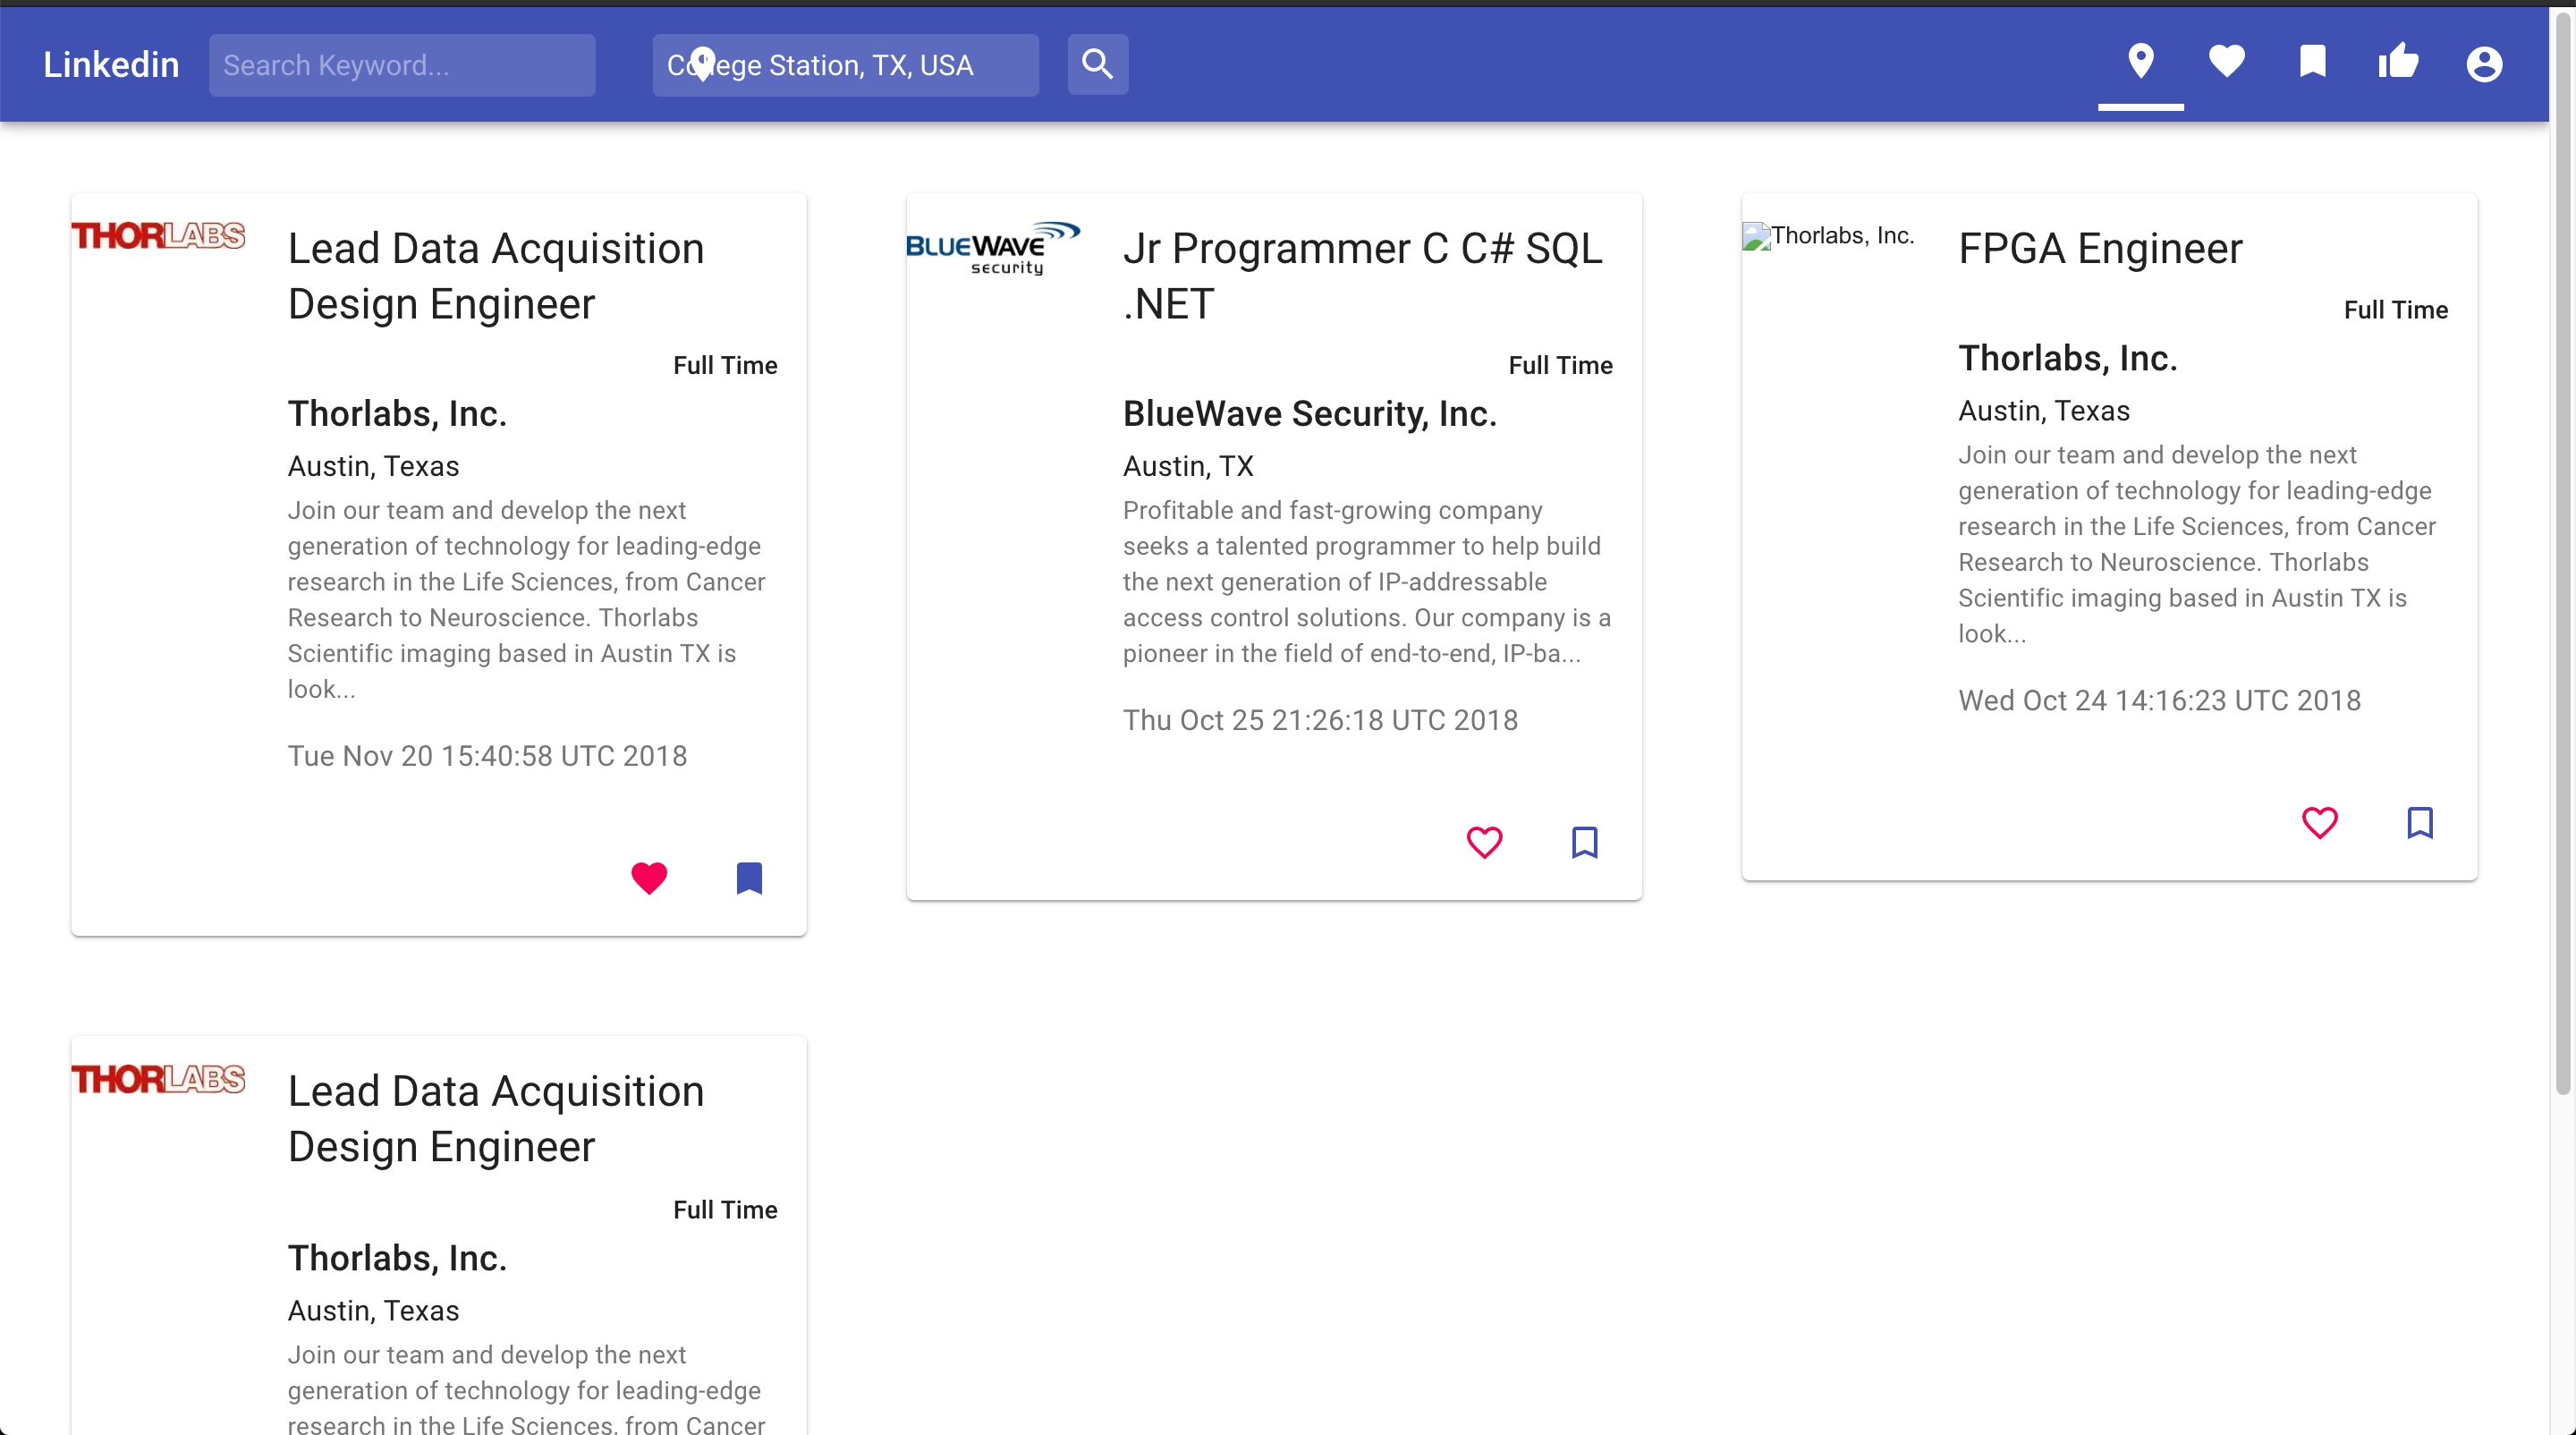 Linkedin
Search Keyword...
College Station, TX, USA
THORLABS
Lead Data Acquisition
Design Engineer
Full Time
Thorlabs, Inc.
Austin, Texas
Join our team and develop the next
generation of technology for leading-edge
research in the Life Sciences, from Cancer
Research to Neuroscience. Thorlabs
Scientific imaging based in Austin TX is
look...
Tue Nov 20 15:40:58 UTC 2018
BLUEWAVE
security
Jr Programmer C C# SQL
.NET
Full Time
BlueWave Security, Inc.
Austin, TX
Profitable and fast-growing company
seeks a talented programmer to help build
the next generation of IP-addressable
access control solutions. Our company is a
pioneer in the field of end-to-end, IP-ba...
Thu Oct 25 21:26:18 UTC 2018
Thorlabs, Inc.
FPGA Engineer
Full Time
Thorlabs, Inc.
Austin, Texas
Join our team and develop the next
generation of technology for leading-edge
research in the Life Sciences, from Cancer
Research to Neuroscience. Thorlabs
Scientific imaging based in Austin TX is
look...
Wed Oct 24 14:16:23 UTC 2018
THORLABS
Lead Data Acquisition
Design Engineer
Full Time
Thorlabs, Inc.
Austin, Texas
Join our team and develop the next
generation of technology for leading-edge
research in the Life Sciences, from Cancer